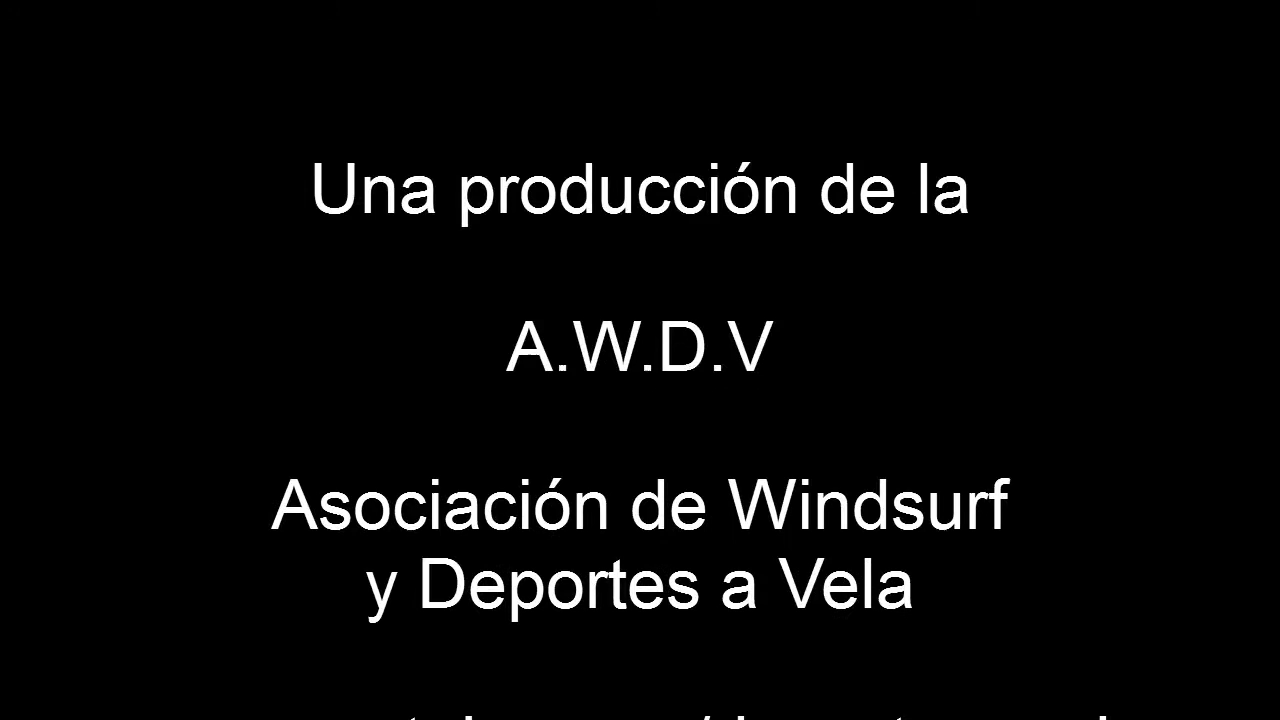 Una producción de la
A.W.D.V
Asociación de Windsurf
y Deportes a Vela